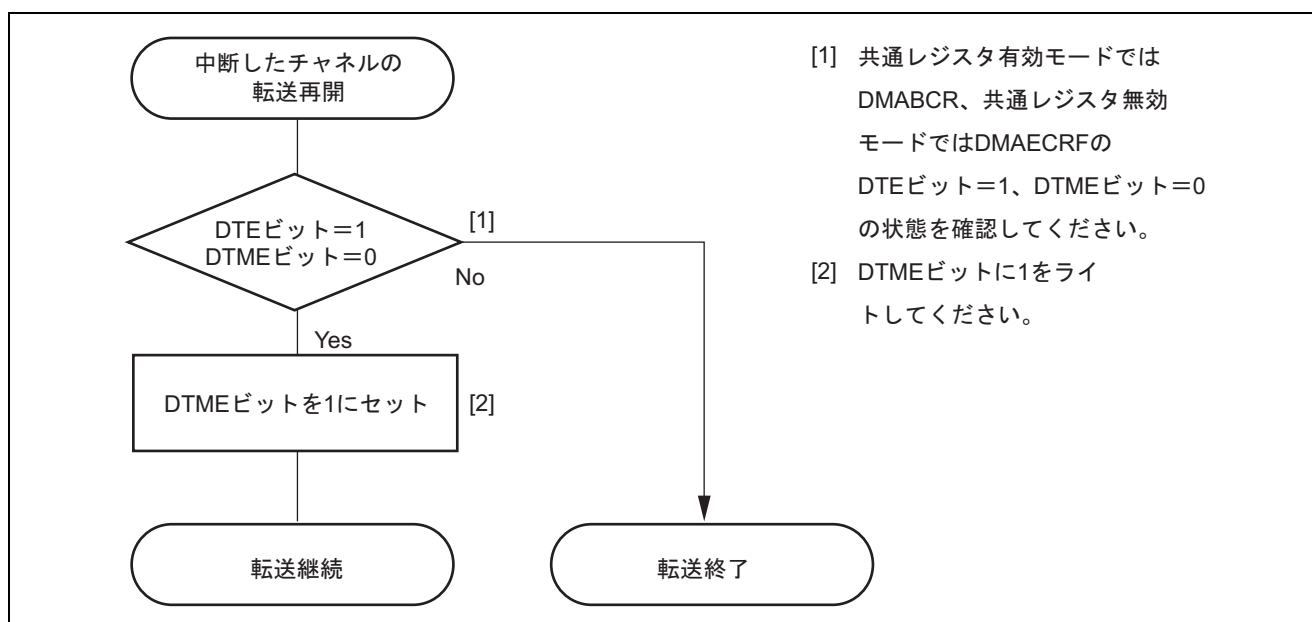 中断したチャネルの
転送再開
DTEビット＝1
DTMEビット＝0
[1]
No
Yes
DTMEビットを1にセット
[2]
転送継続
転送終了
[1] 共通レジスタ有効モードでは
DMABCR、共通レジスタ無効
モードではDMAECRFの
DTEビット＝1、DTMEビット＝0
の状態を確認してください。
[2] DTMEビットに1をライ
トしてください。